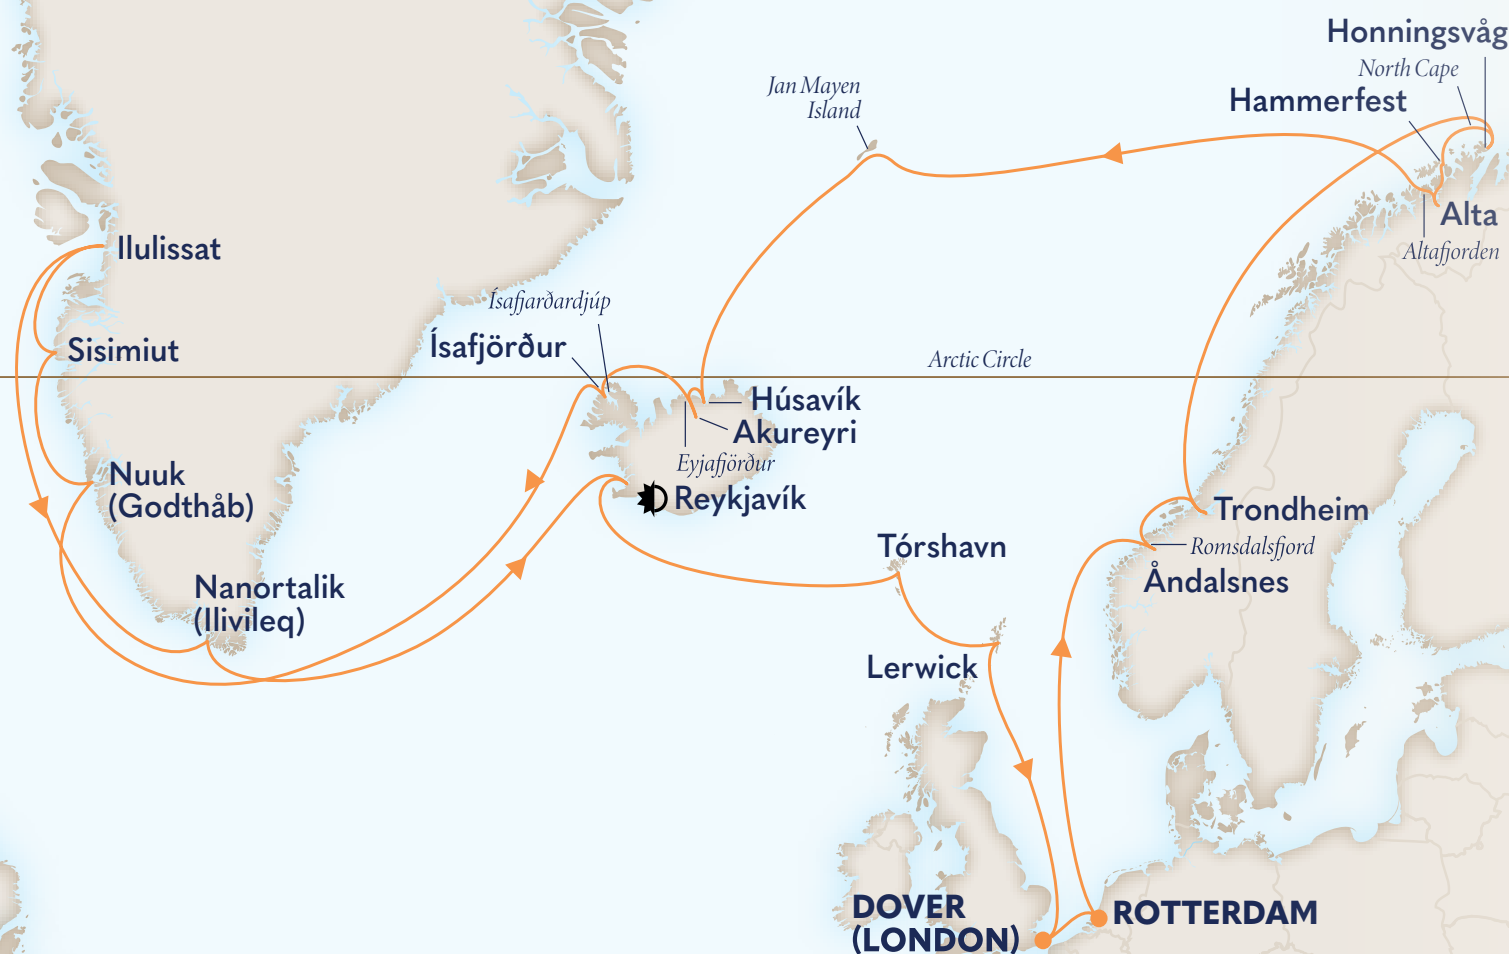 Honningsvåg
North Cape
Hammerfest
Jan Mayen
Island
Alta
Altafjorden
Ilulissat
Ísafjarðardjúp
Ísafjörður
Sisimiut
Arctic Circle
Húsavík
Akureyri
Eyjafjörður
Nuuk
(Godthåb)
Reykjavík
Trondheim
Romsdalsfjord
Tórshavn
Åndalsnes
Nanortalik
(Ilivileq)
Lerwick
DOVER
(LONDON)
ROTTERDAM